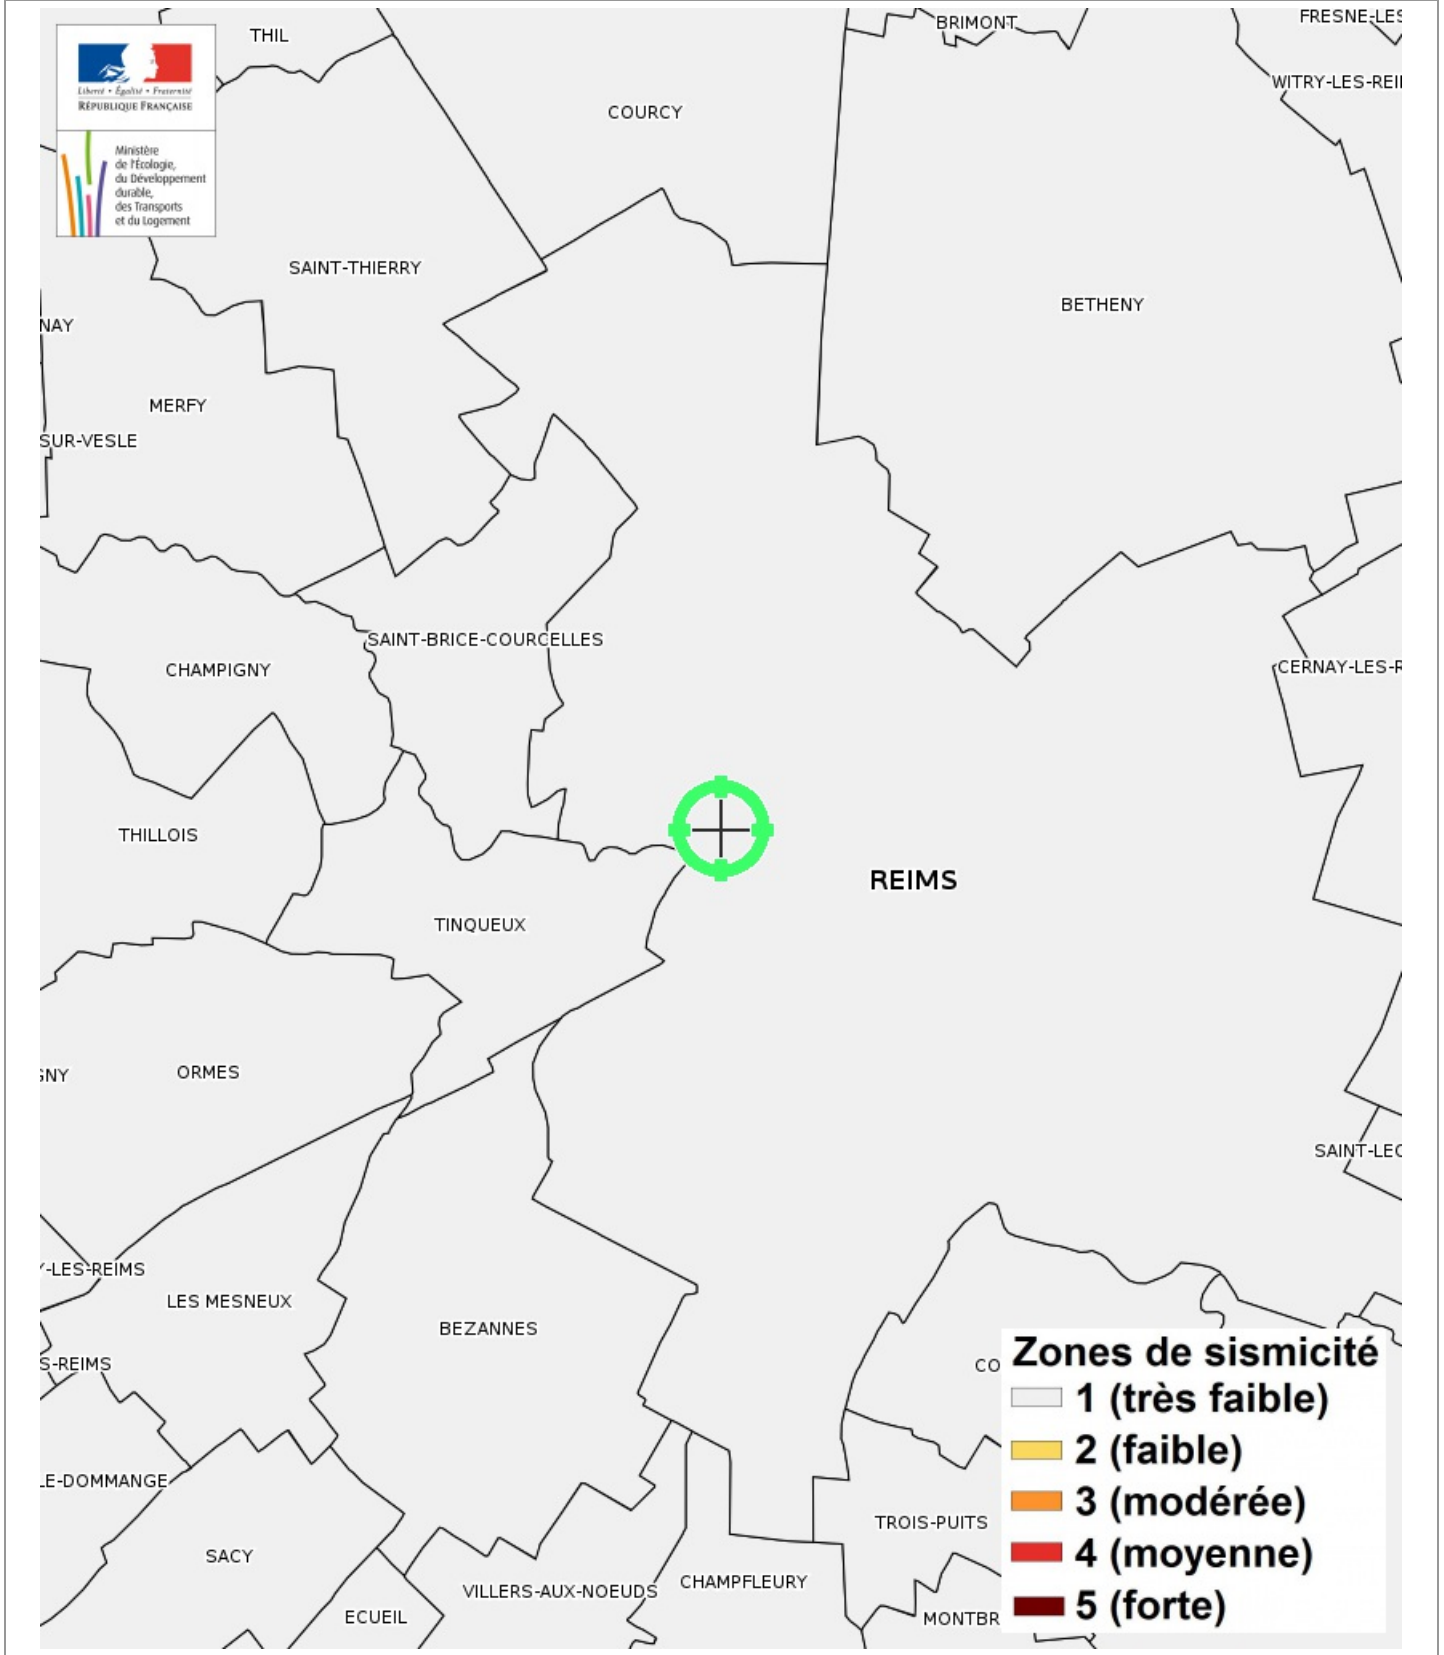 THIL
BRIMONT
FRESNE-LES
WITRY-LES-REI
COURCY
Liberté • Égalité • Fraternité
RÉPUBLIQUE FRANÇAISE
Ministère
de l'Écologie,
du Développement
durable,
des Transports
et du Logement
SAINT-THIERRY
BETHENY
NAY
MERFY
SUR-VESLE
SAINT-BRICE-COURCELLES
CHAMPIGNY
CERNAY-LES-R
THILLOIS
REIMS
TINQUEUX
GNY
ORMES
SAINT-LEO
Y-LES-REIMS
LES MESNEUX
BEZANNES
S-REIMS
CO
Zones de sismicité
1 (très faible)
2 (faible)
3 (modérée)
4 (moyenne)
5 (forte)
LE-DOMMANGE
TROIS-PUITS
SACY
VILLERS-AUX-NOEUDS
CHAMPFLEURY
ECUEIL
MONTBR